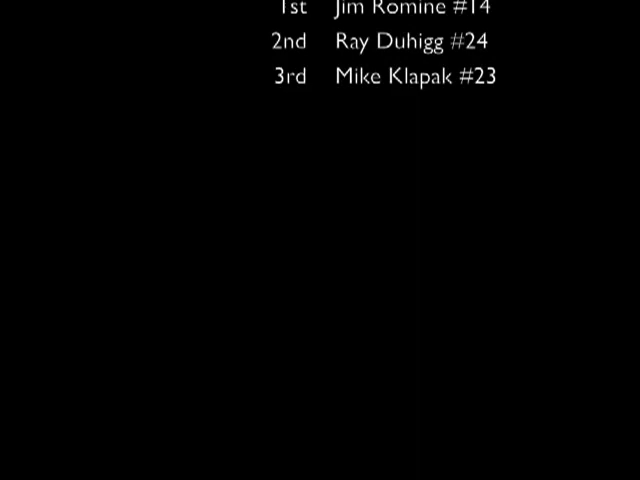 1st Jim Romine #14
2nd Ray Duhigg #24
3rd Mike Klapak #23